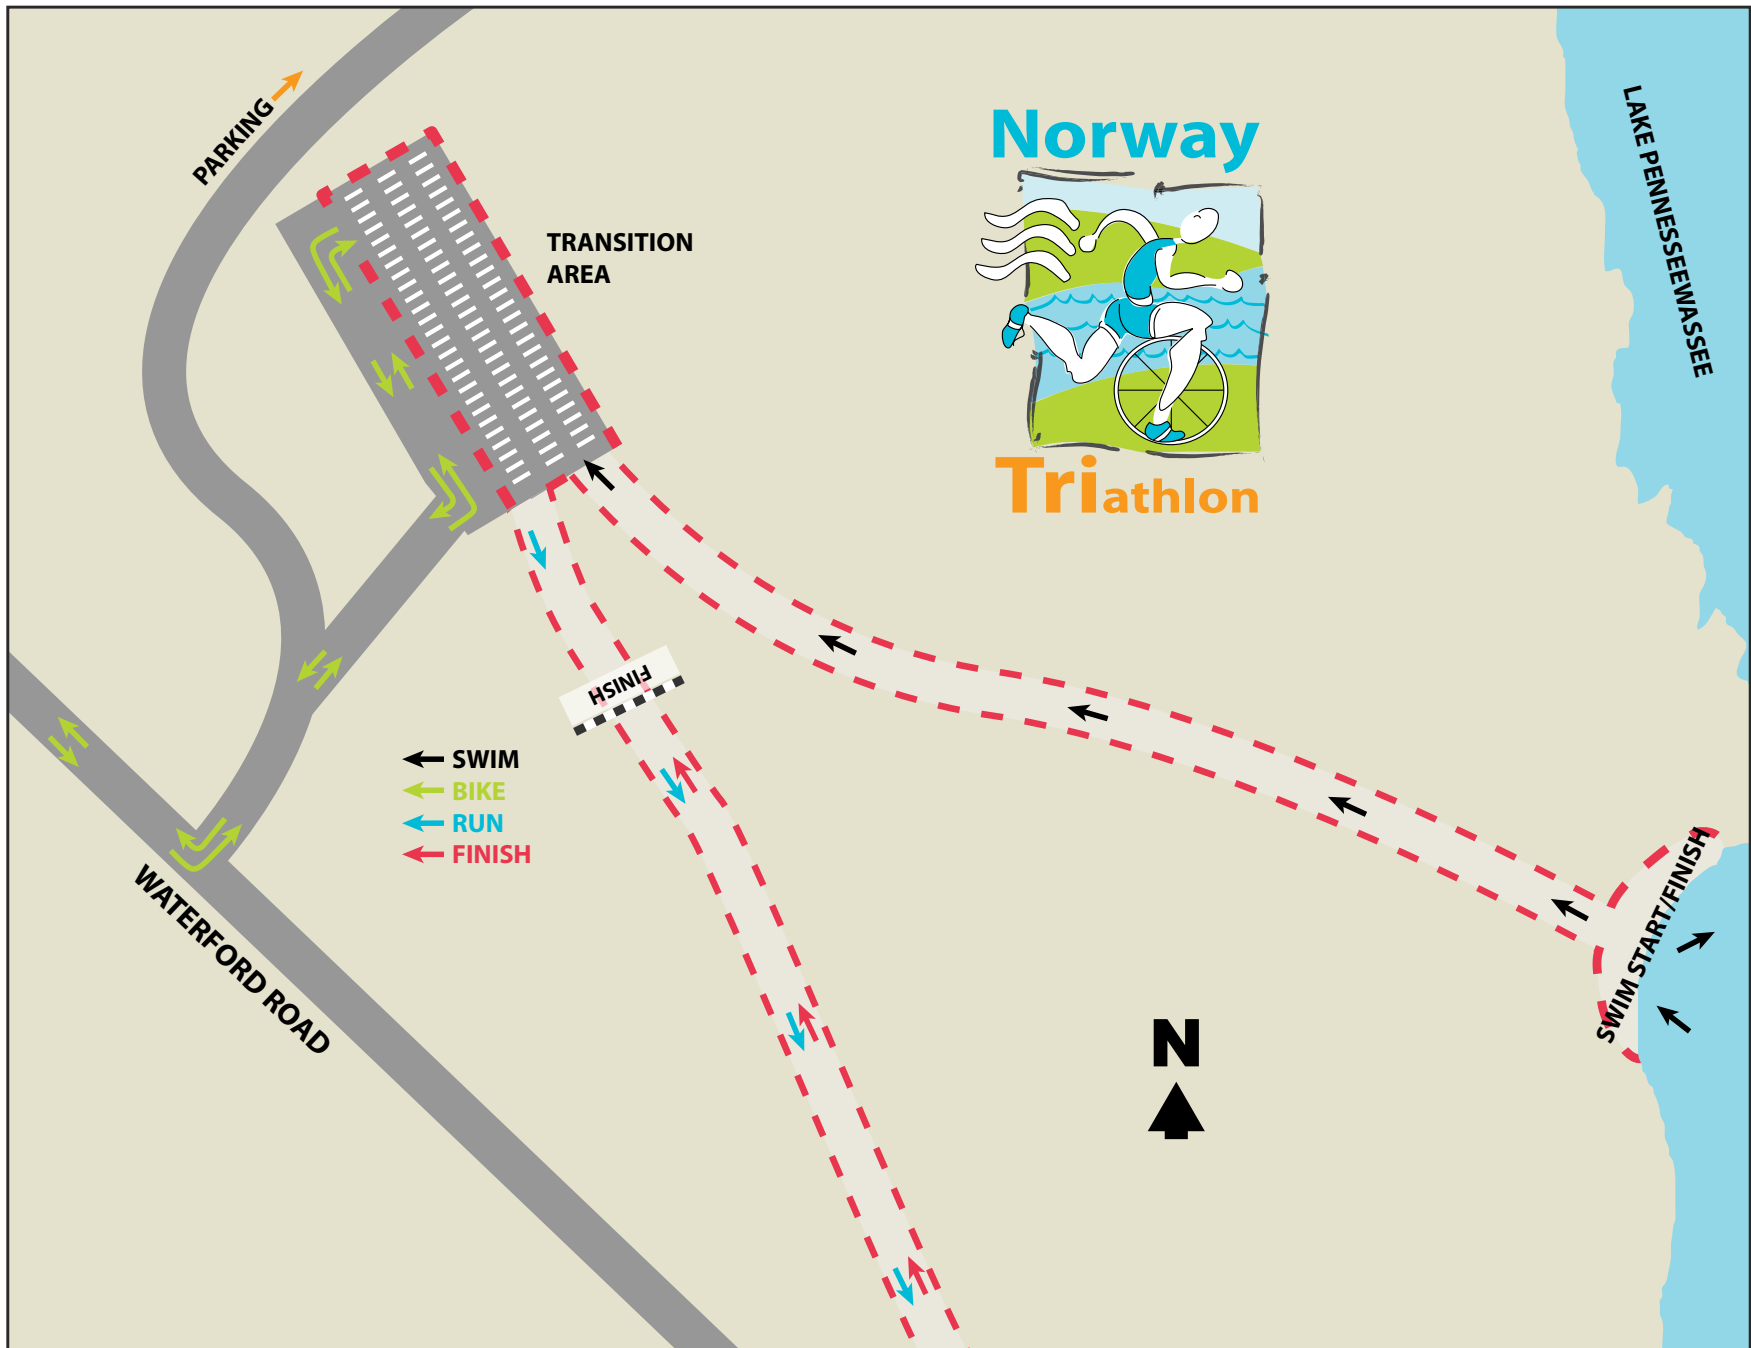 PARKING
LAKE PENNESSEEWASSEE
Norway
TRANSITION
AREA
Triathlon
FINISH
SWIM
BIKE
RUN
FINISH
SWIM START/FINISH
WATERFORD ROAD
N